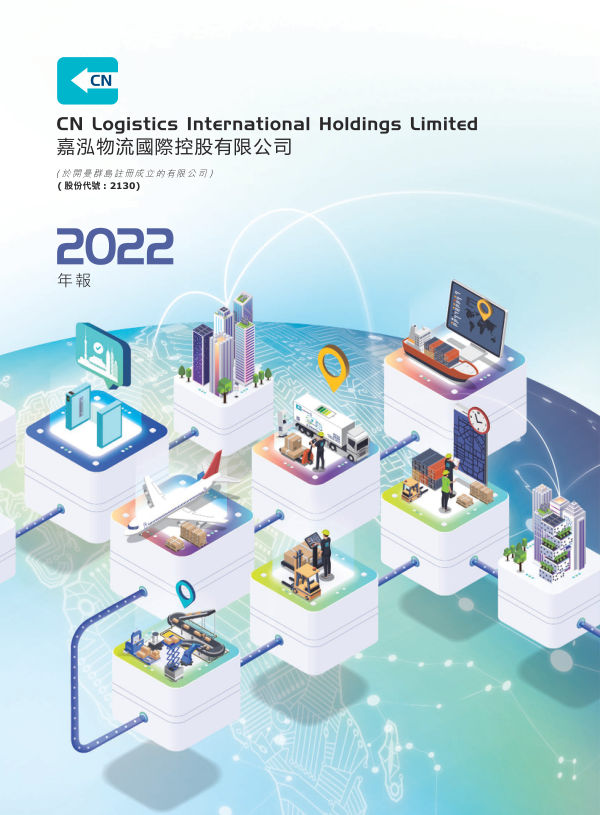 CN
CN Logistics International Holdings Limited
嘉泓物流國際控股有限公司
(於開曼群島註冊成立的有限公司)
(股份代號：2130)
2022
年報